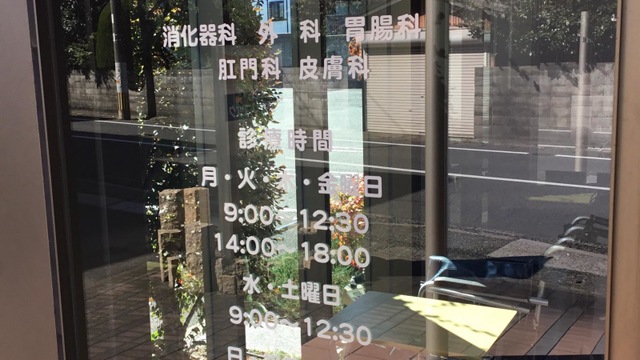 消化器科 外 科 胃腸科
肛門科 皮膚科
診療時間
月・火・木・金曜日
9:00～12:30
14:00～18:00
水・土曜日
9:00～12:30
日